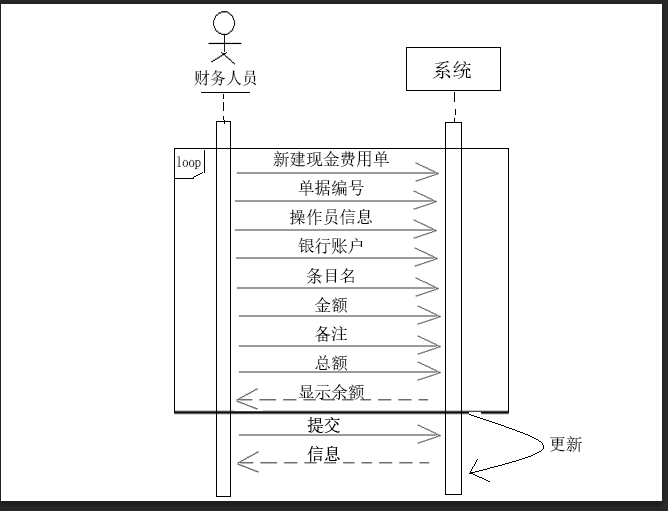 财务人员
系统
loop
新建现金费用单
单据编号
操作员信息
银行账户
条目名
金额
备注
总额
显示余额
提交
更新
信息